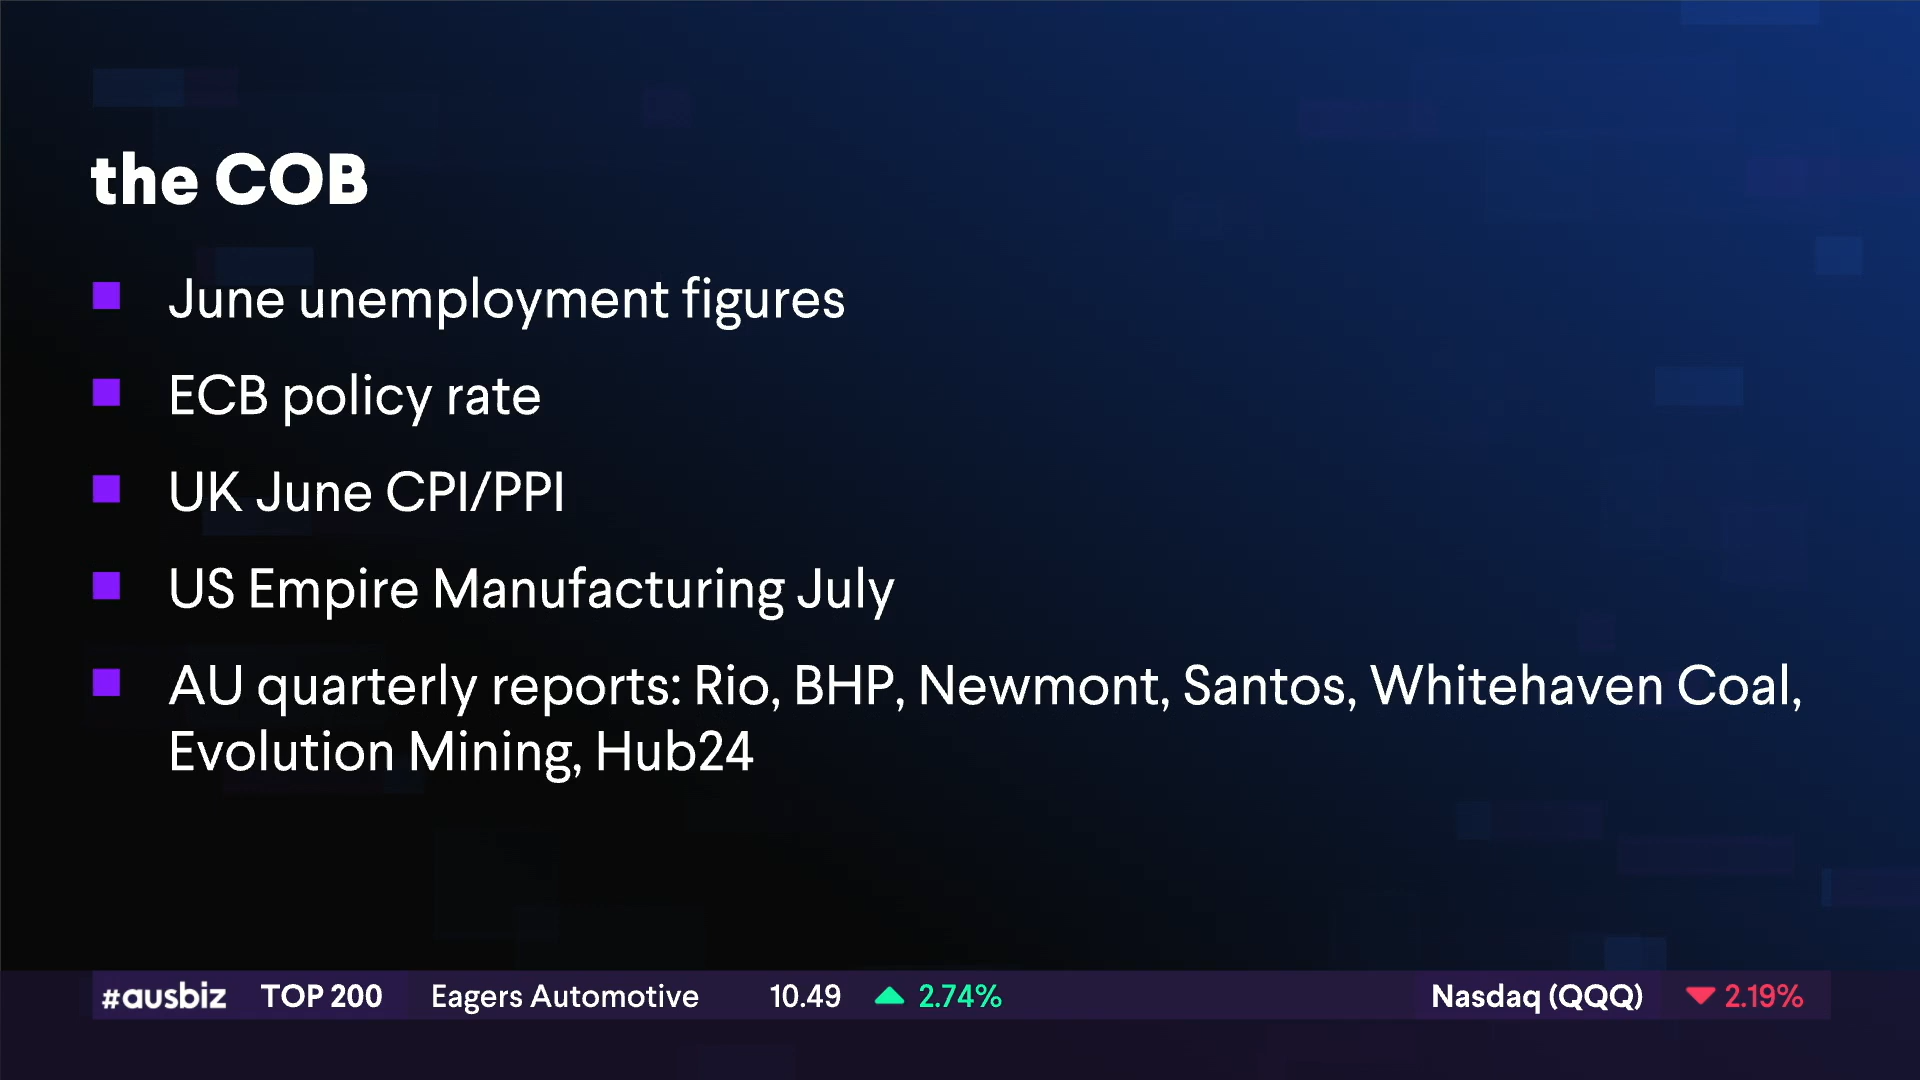 the COB
June unemployment figures
ECB policy rate
UK June CPI/PPI
US Empire Manufacturing July
AU quarterly reports: Rio, BHP, Newmont, Santos, Whitehaven Coal,
Evolution Mining, Hub24
#ausbiz TOP 200 Eagers Automotive 10.49 ▲ 2.74% Nasdaq (QQQ) ▼ 2.19%